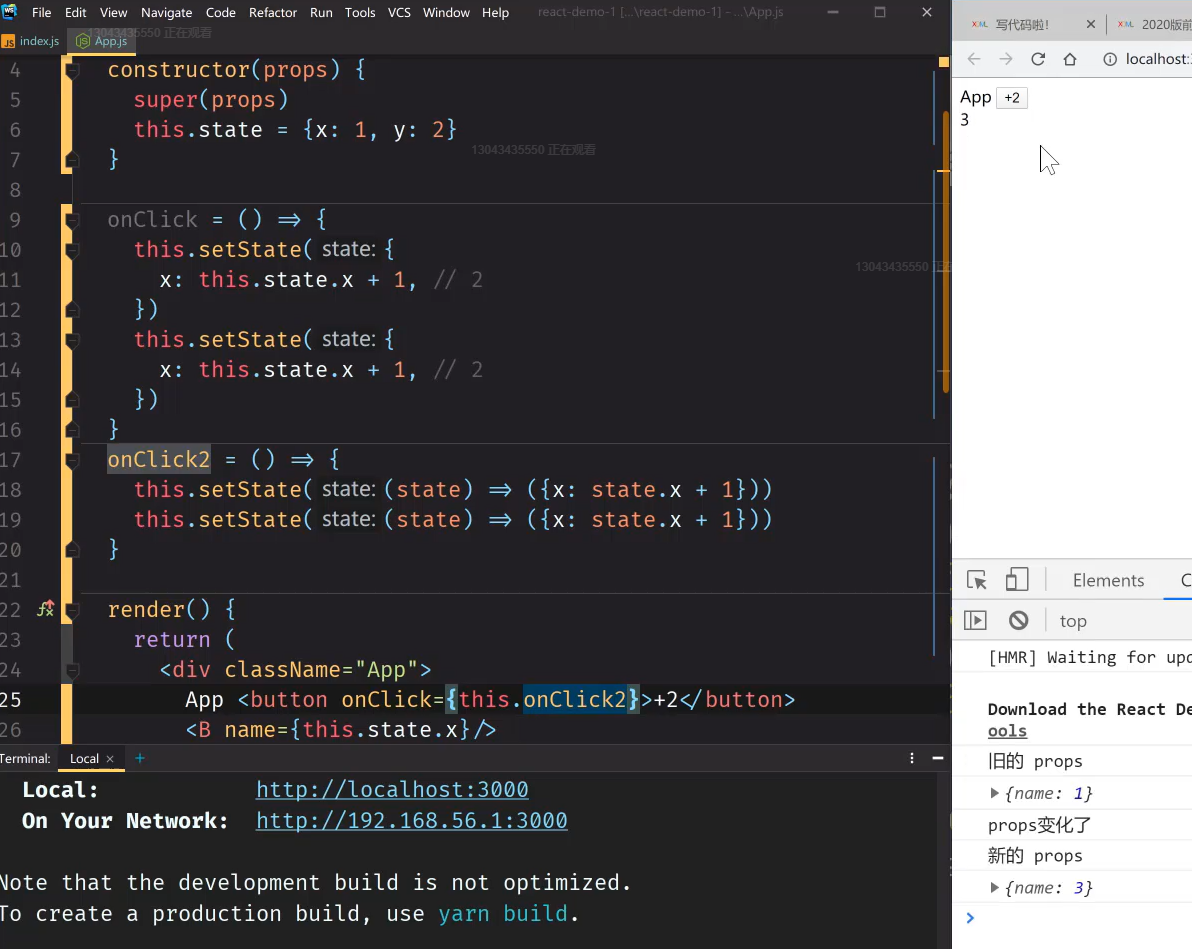 File Edit View Navigate Code Refactor Run Tools VCS Window Help react-demo-1 [...\react-demo-1] - ...\App.js
index.js App.js
13043435550 正在观看
4 constructor(props) {
5 super(props)
6 this.state = {x: 1, y: 2}
7 }
13043435550 正在观看
8
9 onClick = () ⇒ {
10 this.setState( state: {
11 x: this.state.x + 1, // 2
13043435550 正在
12 })
13 this.setState( state: {
14 x: this.state.x + 1, // 2
15 })
16 }
17 onClick2 = () ⇒ {
18 this.setState( state: (state) ⇒ ({x: state.x + 1}))
19 this.setState( state: (state) ⇒ ({x: state.x + 1}))
20 }
21
22 render() {
23 return (
24 <div className="App">
25 App <button onClick={this.onClick2}>+2</button>
26 <B name={this.state.x}/>
Terminal: Local × +
Local: http://localhost:3000
On Your Network: http://192.168.56.1:3000
Note that the development build is not optimized.
To create a production build, use yarn build.
写代码啦! 2020版前
localhost:3
App +2
3
Elements C
top
[HMR] Waiting for upd
Download the React De
ools
旧的 props
{name: 1}
props变化了
新的 props
{name: 3}